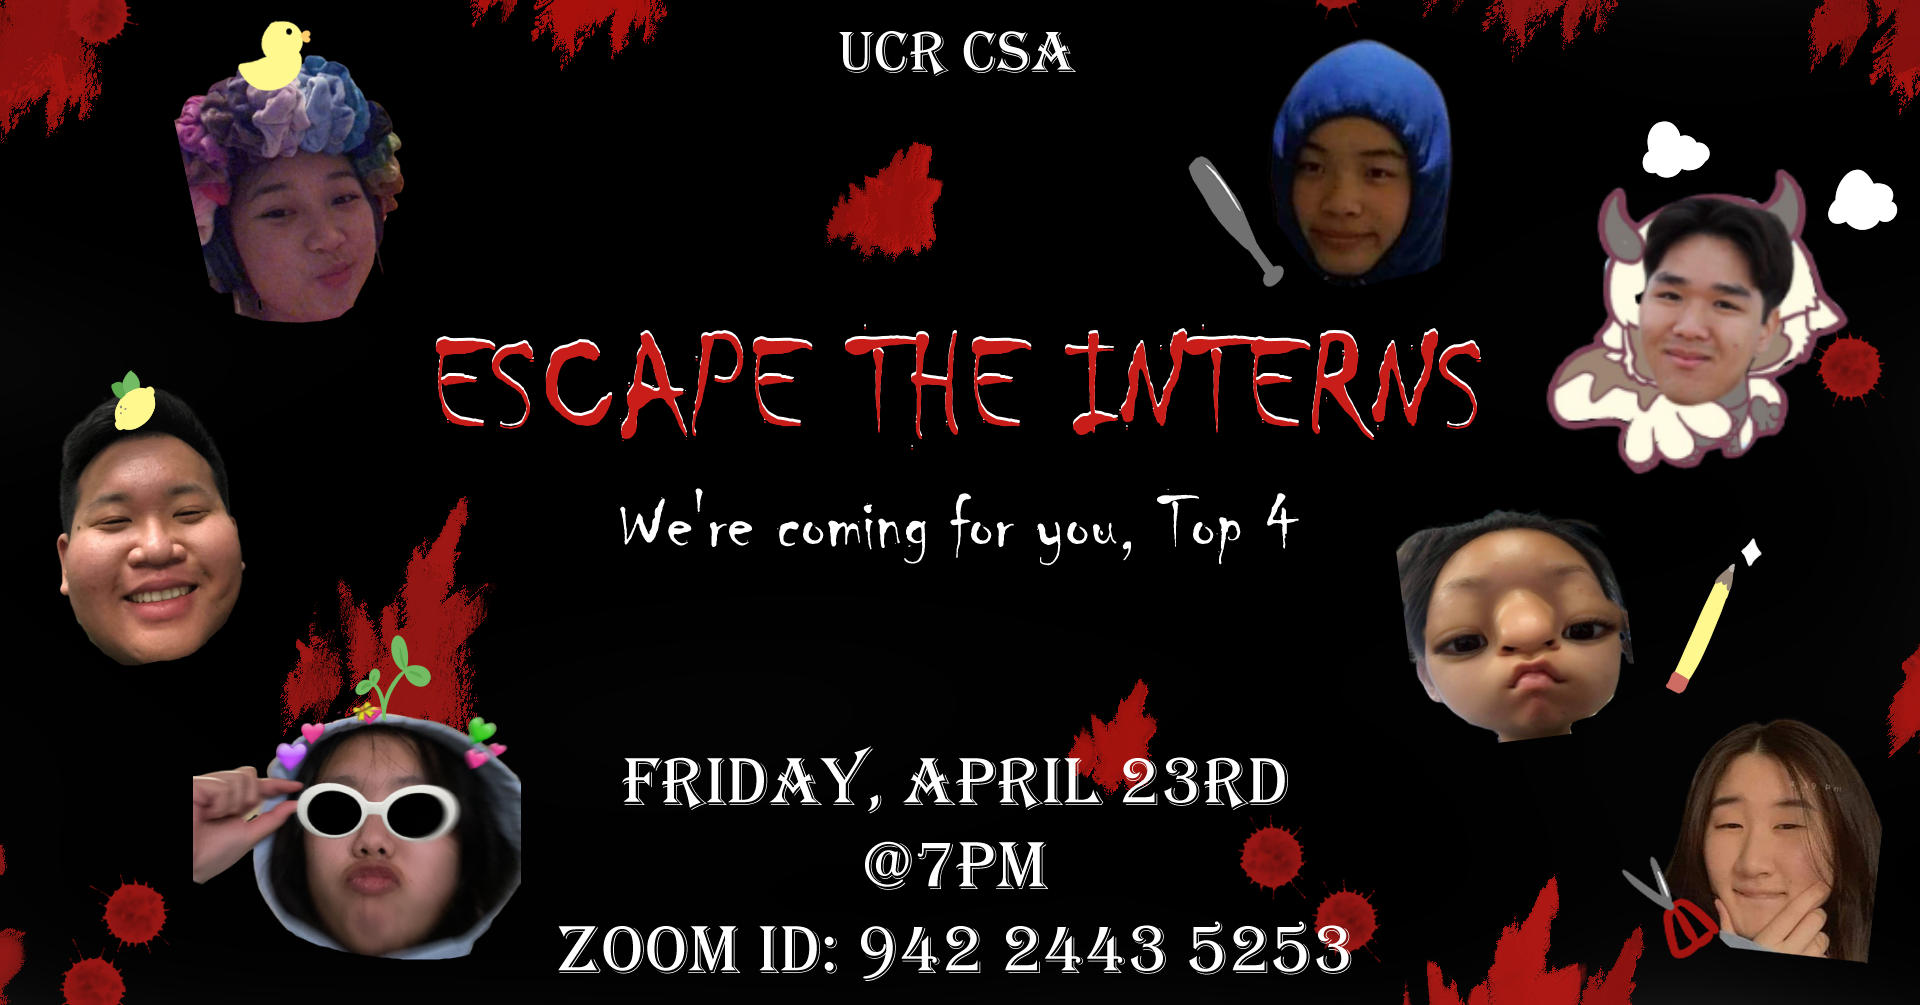 UCR CSA
ESCAPE THE INTERNS
We're coming for you, Top 4
FRIDAY, APRIL 23RD
@7PM
ZOOM ID: 942 2443 5253